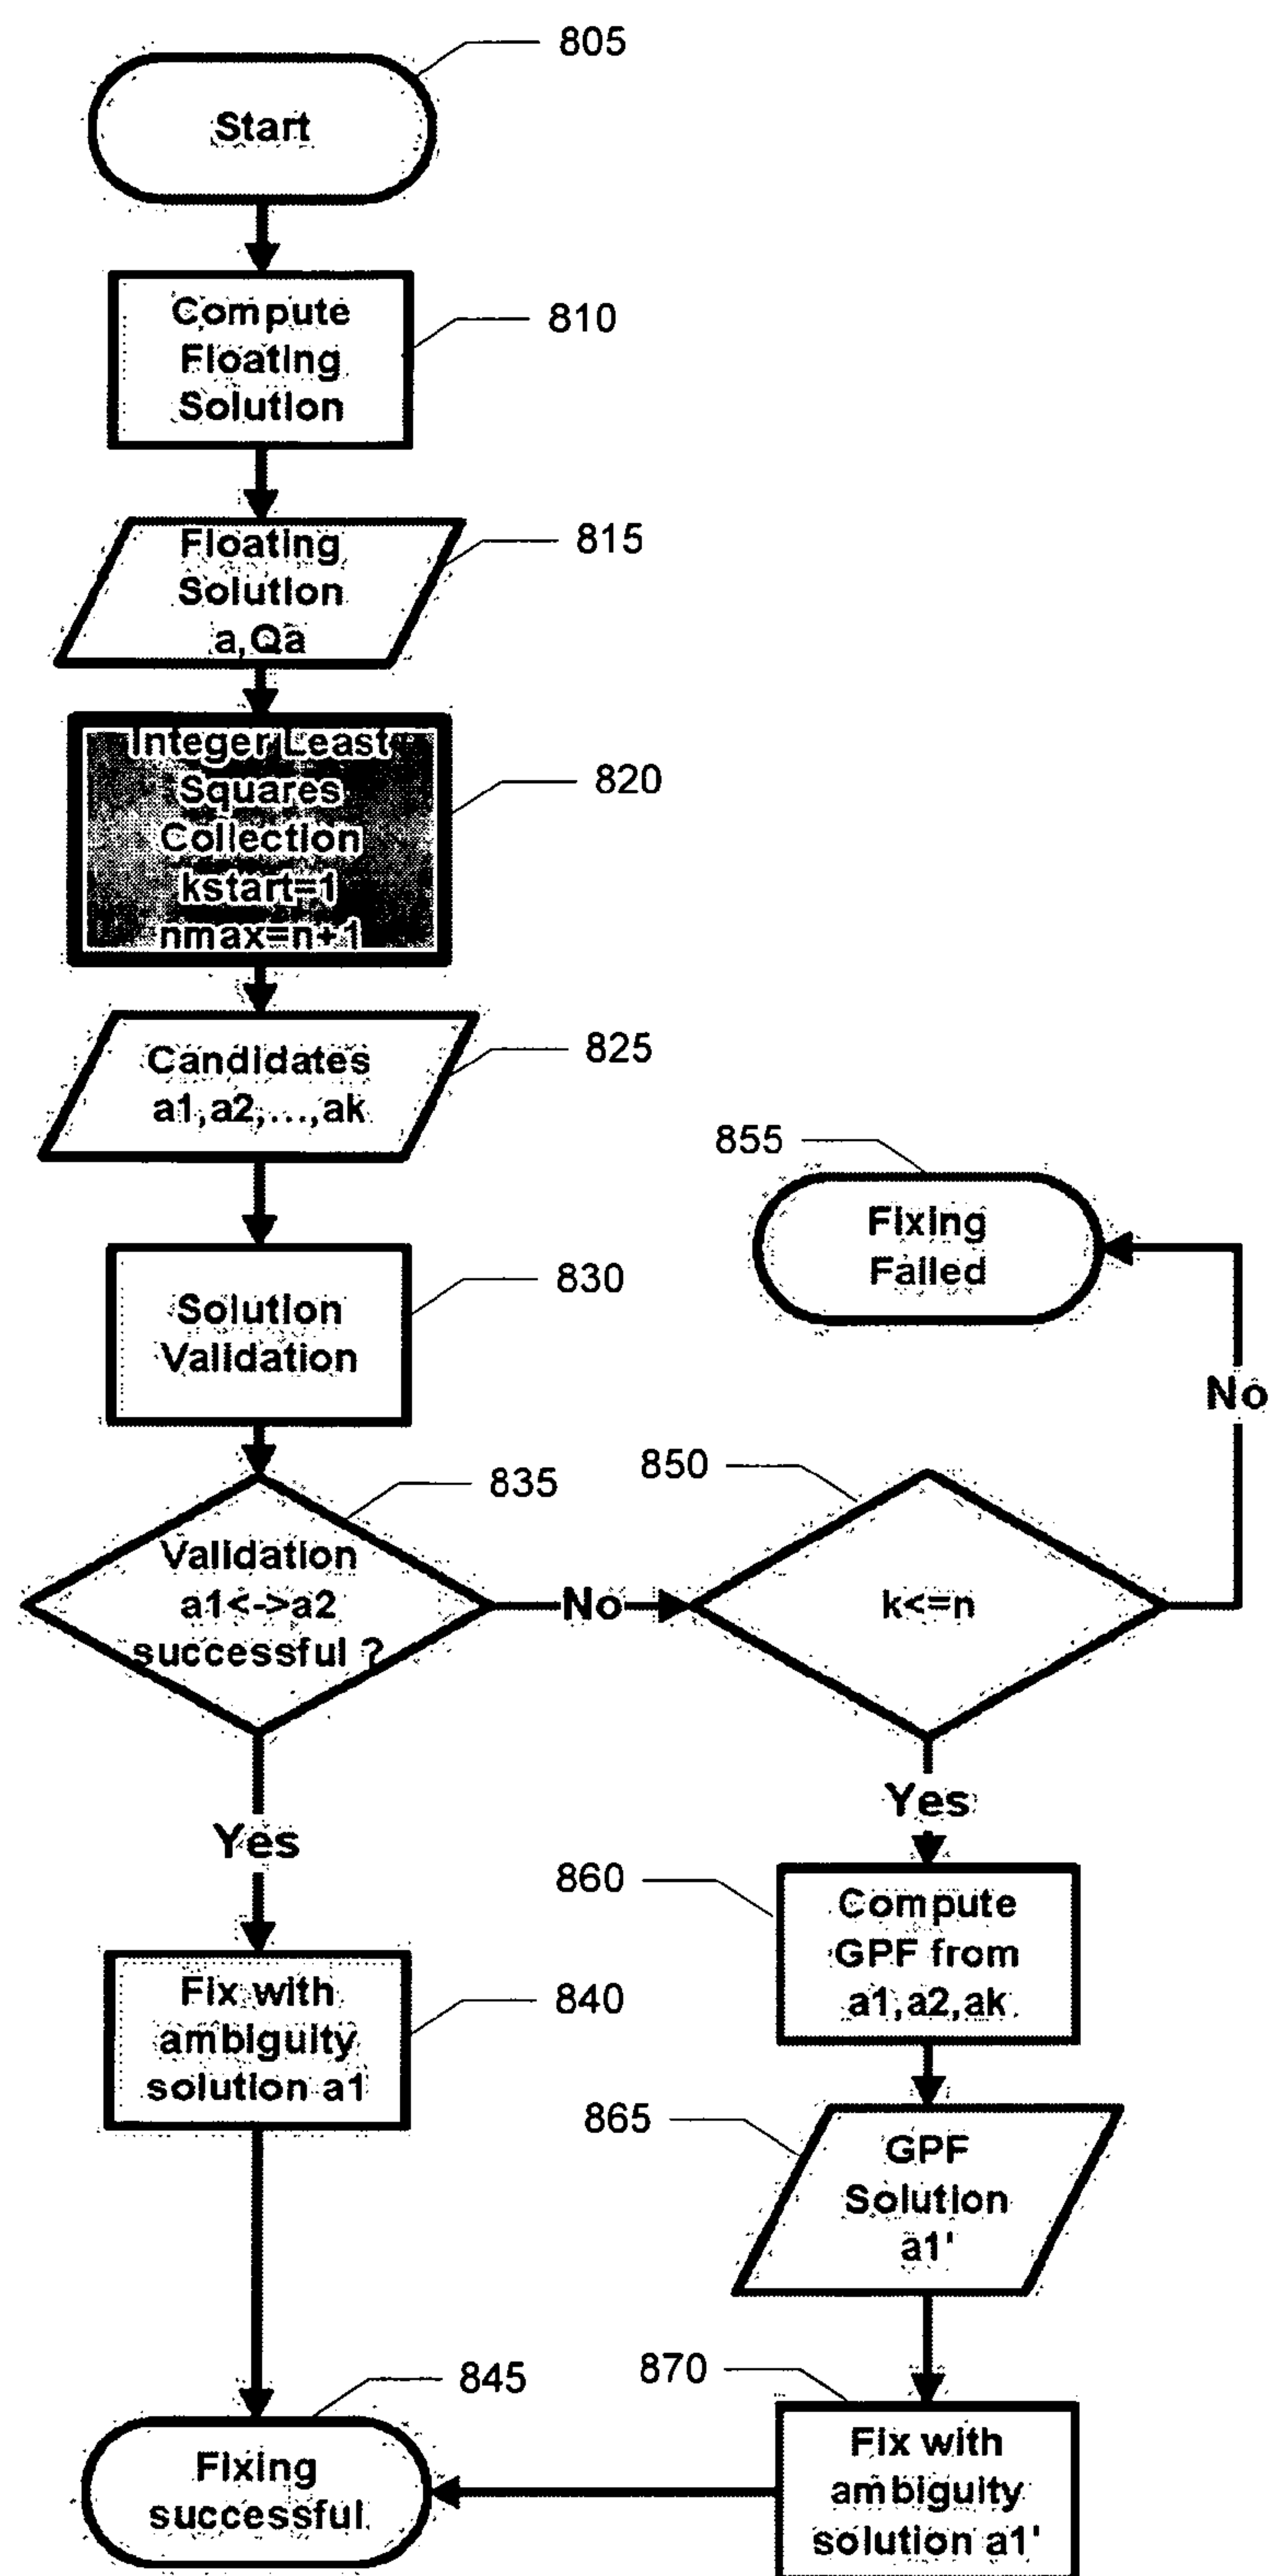 805
Start
Compute
Floating
Solution
810
Floating
Solution
a,Qa
815
Integer Least
Squares
Collection
kstart=1
nmax=n+1
820
Candidates
a1,a2,...,ak
825
Solution
Validation
830
Validation
a1<->a2
successful ?
835
No
Yes
Fix with
ambiguity
solution a1
840
Fixing
successful
845
850
k<=n
No
855
Fixing
Failed
Yes
860
Compute
GPF from
a1,a2,ak
865
GPF
Solution
a1'
870
Fix with
ambiguity
solution a1'